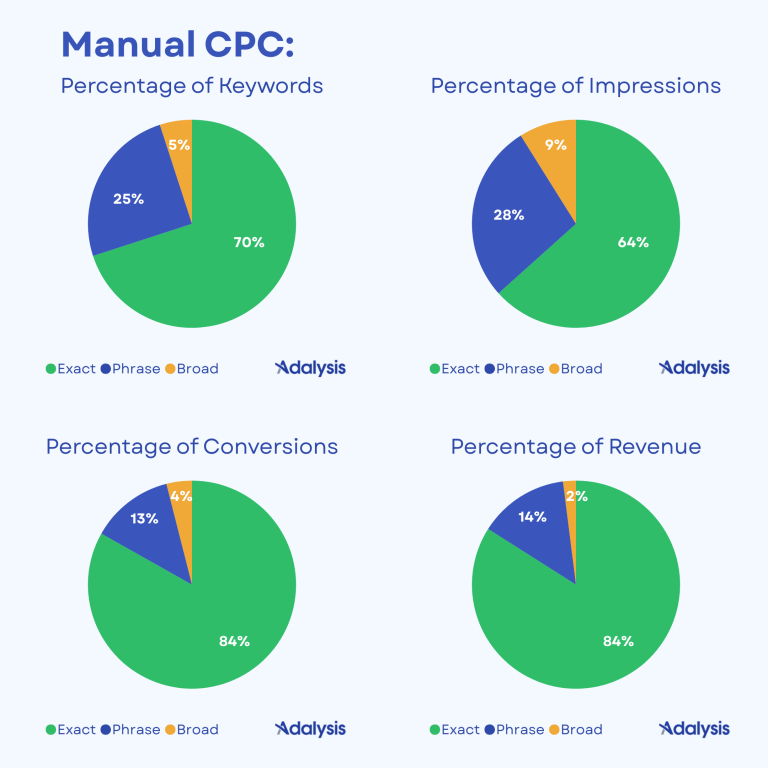 Manual CPC:
Percentage of Keywords
5%
25%
70%
Exact Phrase Broad
Adalysis
Percentage of Impressions
9%
28%
64%
Exact Phrase Broad
Adalysis
Percentage of Conversions
4%
13%
84%
Exact Phrase Broad
Adalysis
Percentage of Revenue
2%
14%
84%
Exact Phrase Broad
Adalysis